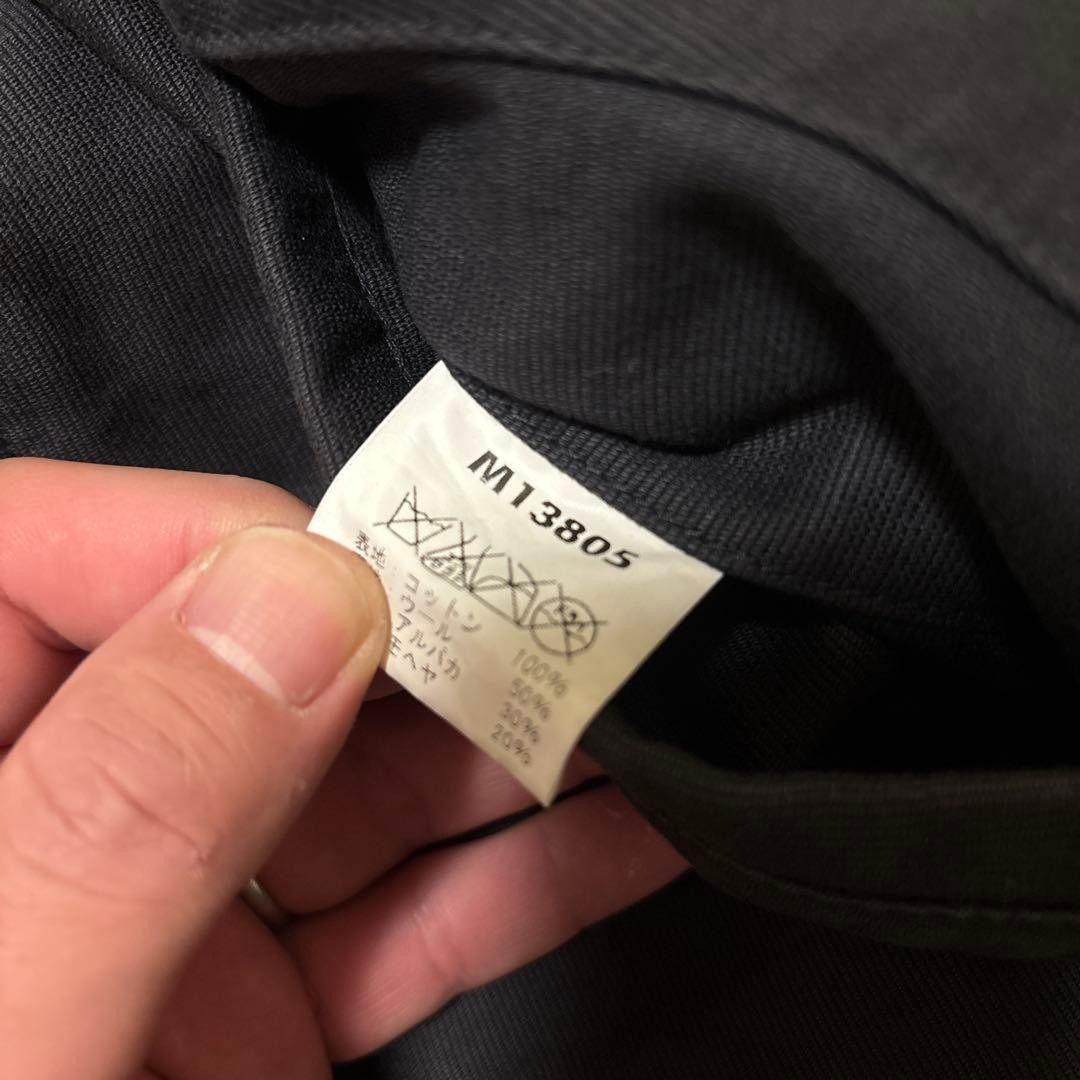 M13805
表地 : コットン 100%
ウール 50%
アルパカ 30%
モヘヤ 20%